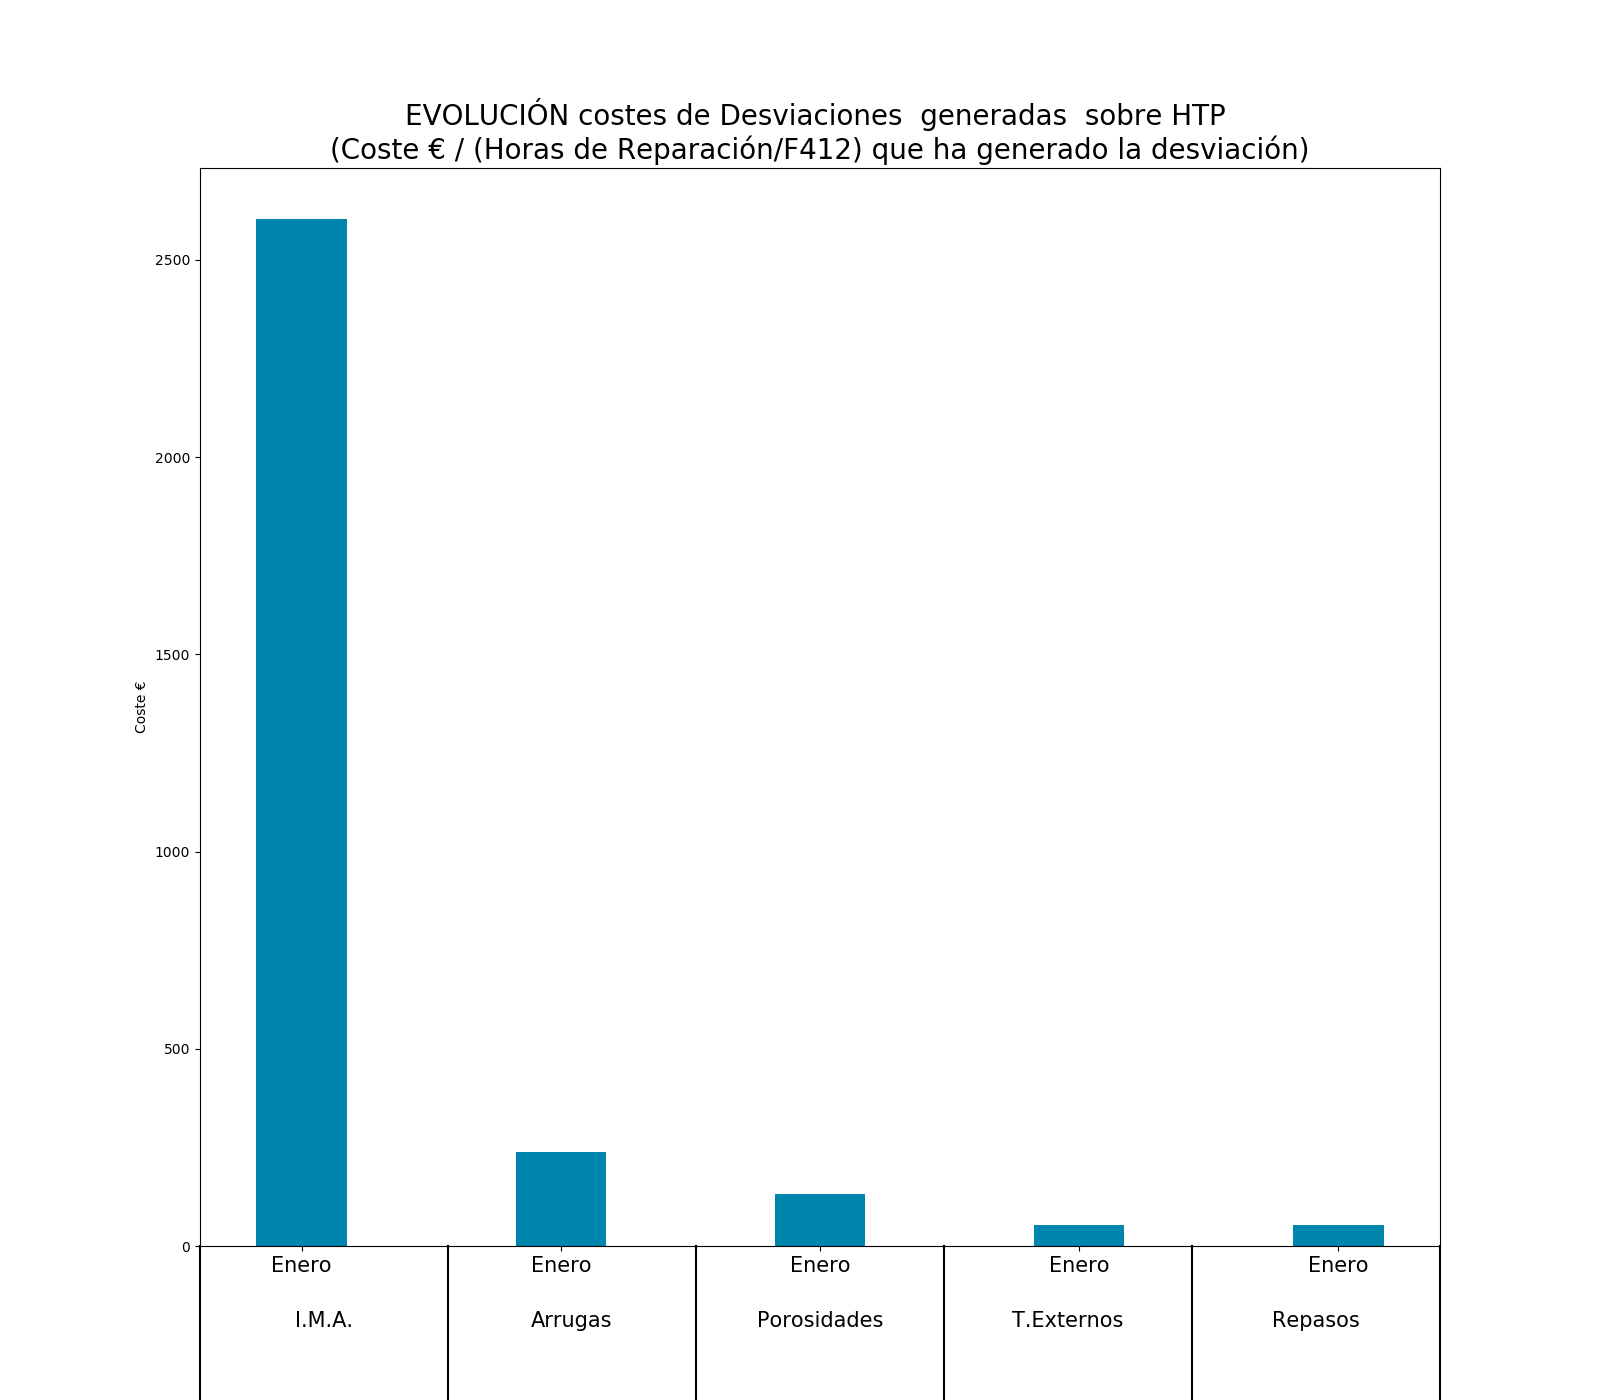 EVOLUCIÓN costes de Desviaciones  generadas  sobre HTP
(Coste € / (Horas de Reparación/F412) que ha generado la desviación)
2500
2000
1500
1000
500
0
Coste €
Enero Enero Enero Enero Enero
I.M.A. Arrugas Porosidades T.Externos Repasos